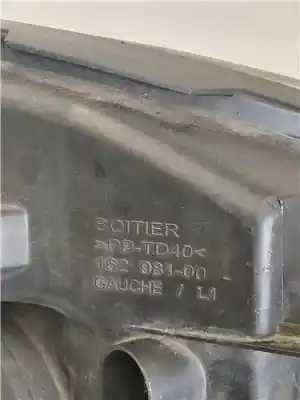 BOITIER
>PP-TD40<
162 981-00
GAUCHE / L1